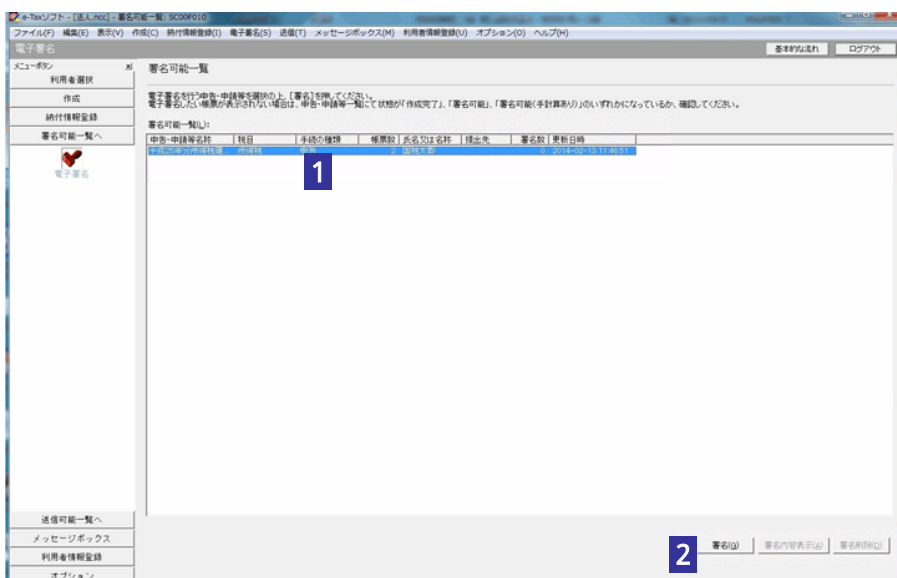 e-Taxソフト - [法人.ncc] - 署名可能一覧: SC00F010
ファイル(F) 編集(E) 表示(V) 作成(C) 納付情報登録(I) 電子署名(S) 送信(T) メッセージボックス(M) 利用者情報登録(U) オプション(O) ヘルプ(H)
電子署名 基本的な流れ ログアウト
メニューボタン
利用者選択
作成
納付情報登録
署名可能一覧へ
電子署名
署名可能一覧
電子署名を行う申告・申請等を選択の上、[署名]を押してください。
電子署名したい帳票が表示されない場合は、申告・申請等一覧にて状態が「作成完了」、「署名可能」、「署名可能(手計算あり)」のいずれかになっているか、確認してください。
署名可能一覧(L):
申告・申請等名称 税目 手続の種類 帳票数 氏名又は名称 提出先 署名数 更新日時
平成25年分所得税確... 所得税 申告 2 国税太郎 0 2014-02-13 11:46:51
1
送信可能一覧へ
メッセージボックス
利用者情報登録
オプション
2 署名(G) 署名内容表示(A) 署名削除(D)